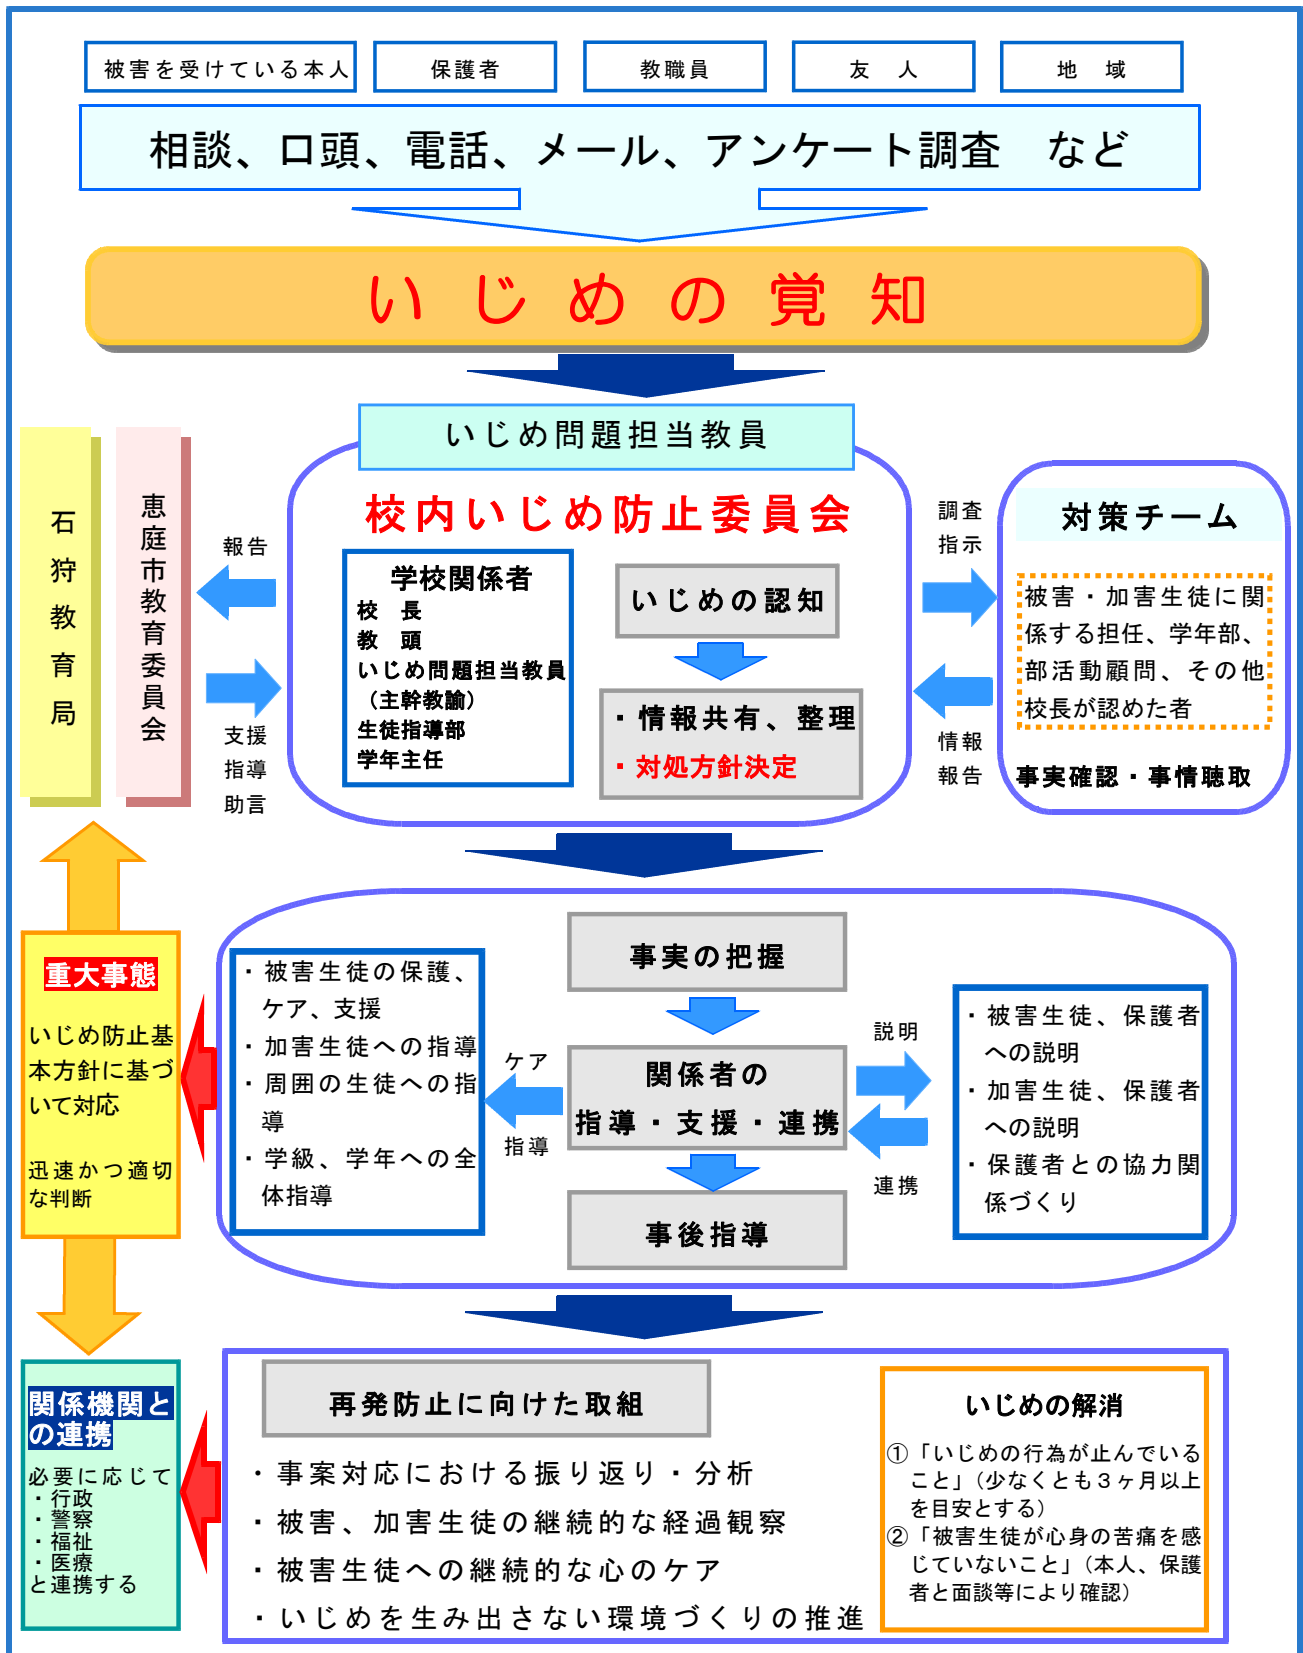 被害を受けている本人
保護者
教職員
友　人
地　域
相談、口頭、電話、メール、アンケート調査　など
いじめの覚知
いじめ問題担当教員
石狩教育局
恵庭市教育委員会
報告
支援
指導
助言
校内いじめ防止委員会
学校関係者
校　長
教　頭
いじめ問題担当教員
（主幹教諭）
生徒指導部
学年主任
いじめの認知
・情報共有、整理
・対処方針決定
調査
指示
情報
報告
対策チーム
被害・加害生徒に関
係する担任、学年部、
部活動顧問、その他
校長が認めた者
事実確認・事情聴取
重大事態
いじめ防止基
本方針に基づ
いて対応
迅速かつ適切
な判断
・被害生徒の保護、
ケア、支援
・加害生徒への指導
・周囲の生徒への指
導
・学級、学年への全
体指導
ケア
指導
事実の把握
関係者の
指導・支援・連携
事後指導
説明
連携
・被害生徒、保護者
への説明
・加害生徒、保護者
への説明
・保護者との協力関
係づくり
関係機関と
の連携
必要に応じて
・行政
・警察
・福祉
・医療
と連携する
再発防止に向けた取組
・事案対応における振り返り・分析
・被害、加害生徒の継続的な経過観察
・被害生徒への継続的な心のケア
・いじめを生み出さない環境づくりの推進
いじめの解消
①「いじめの行為が止んでいる
こと」（少なくとも３ヶ月以上
を目安とする）
②「被害生徒が心身の苦痛を感
じていないこと」（本人、保護
者と面談等により確認）